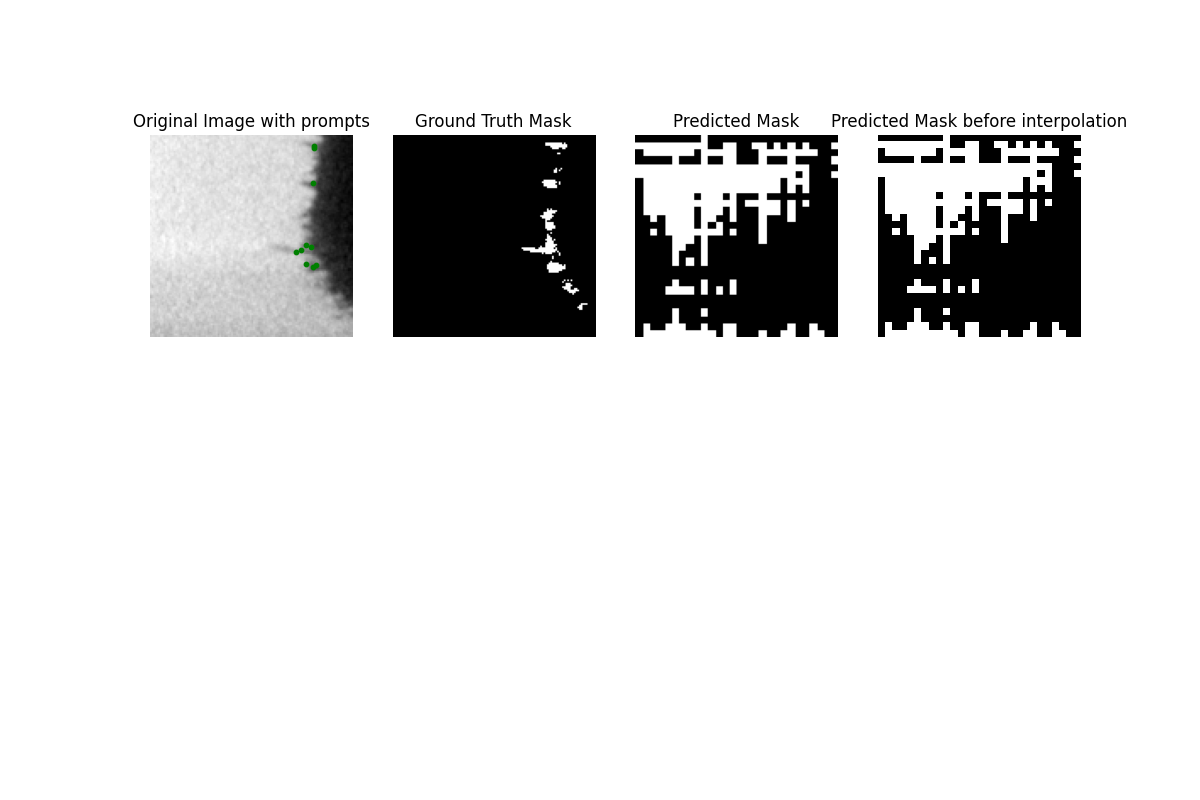 Original Image with prompts
Ground Truth Mask
Predicted Mask
Predicted Mask before interpolation